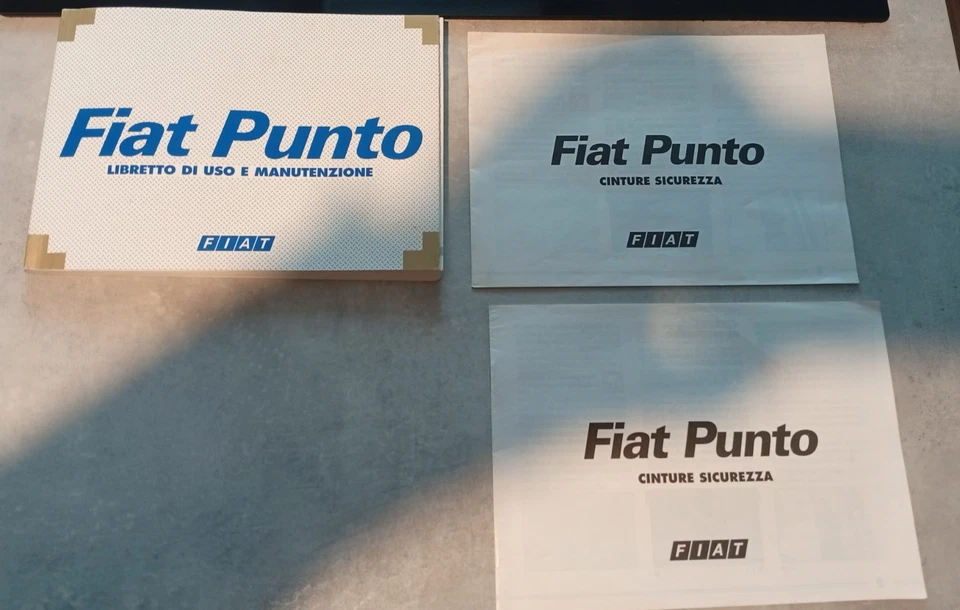 Fiat Punto
LIBRETTO DI USO E MANUTENZIONE
FIAT
Fiat Punto
CINTURE SICUREZZA
FIAT
Fiat Punto
CINTURE SICUREZZA
FIAT